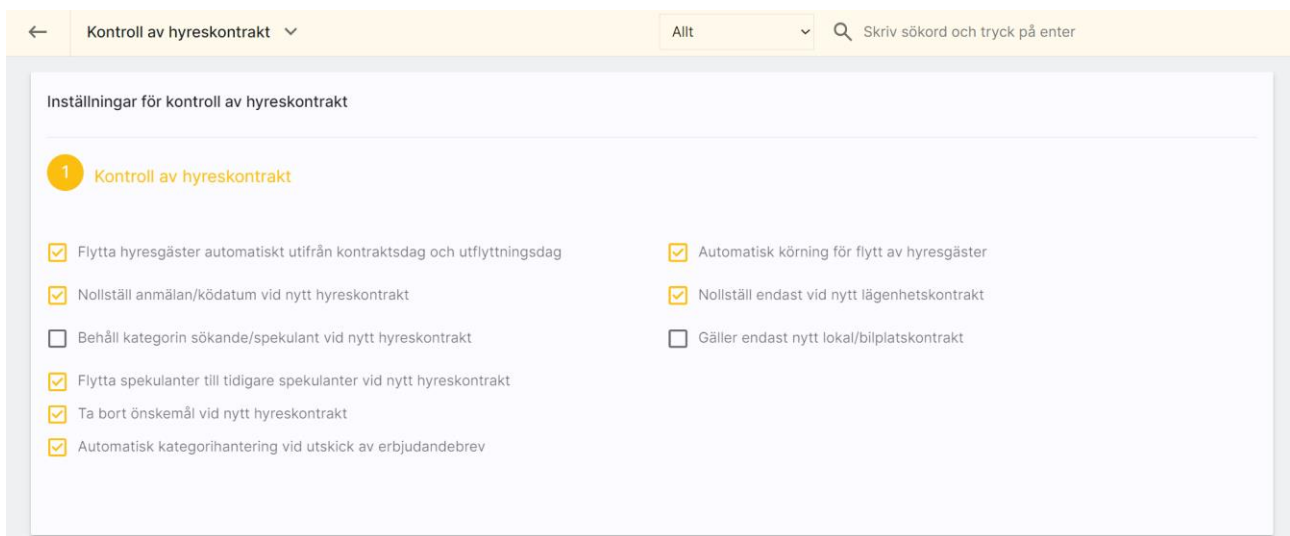 Kontroll av hyreskontrakt
Allt
Skriv sökord och tryck på enter
Inställningar för kontroll av hyreskontrakt
1
Kontroll av hyreskontrakt
Flytta hyresgäster automatiskt utifrån kontraktsdag och utflyttningsdag
Automatisk körning för flytt av hyresgäster
Nollställ anmälan/ködatum vid nytt hyreskontrakt
Nollställ endast vid nytt lägenhetskontrakt
Behåll kategorin sökande/spekulant vid nytt hyreskontrakt
Gäller endast nytt lokal/bilplatskontrakt
Flytta spekulanter till tidigare spekulanter vid nytt hyreskontrakt
Ta bort önskemål vid nytt hyreskontrakt
Automatisk kategorihantering vid utskick av erbjudandebrev